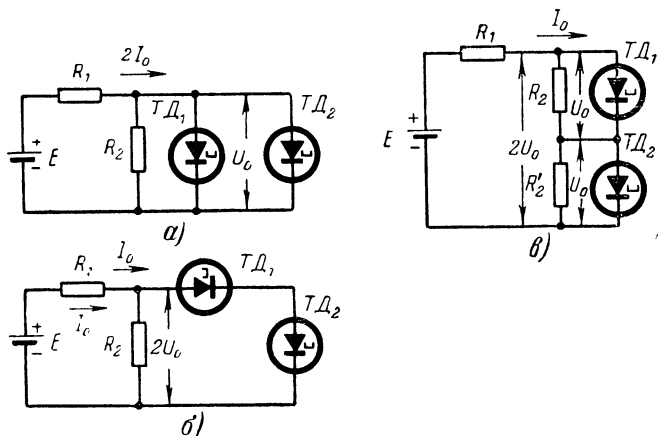 2I₀
R₁
ТД₁
ТД₂
+
-
E
R₂
U₀
а)
I₀
R₁
ТД₁
+
-
E
2U₀
R₂
U₀
ТД₂
R'₂
U₀
в)
I₀
R₁
ТД₁
I₀
ТД₂
+
-
E
R₂
2U₀
б)